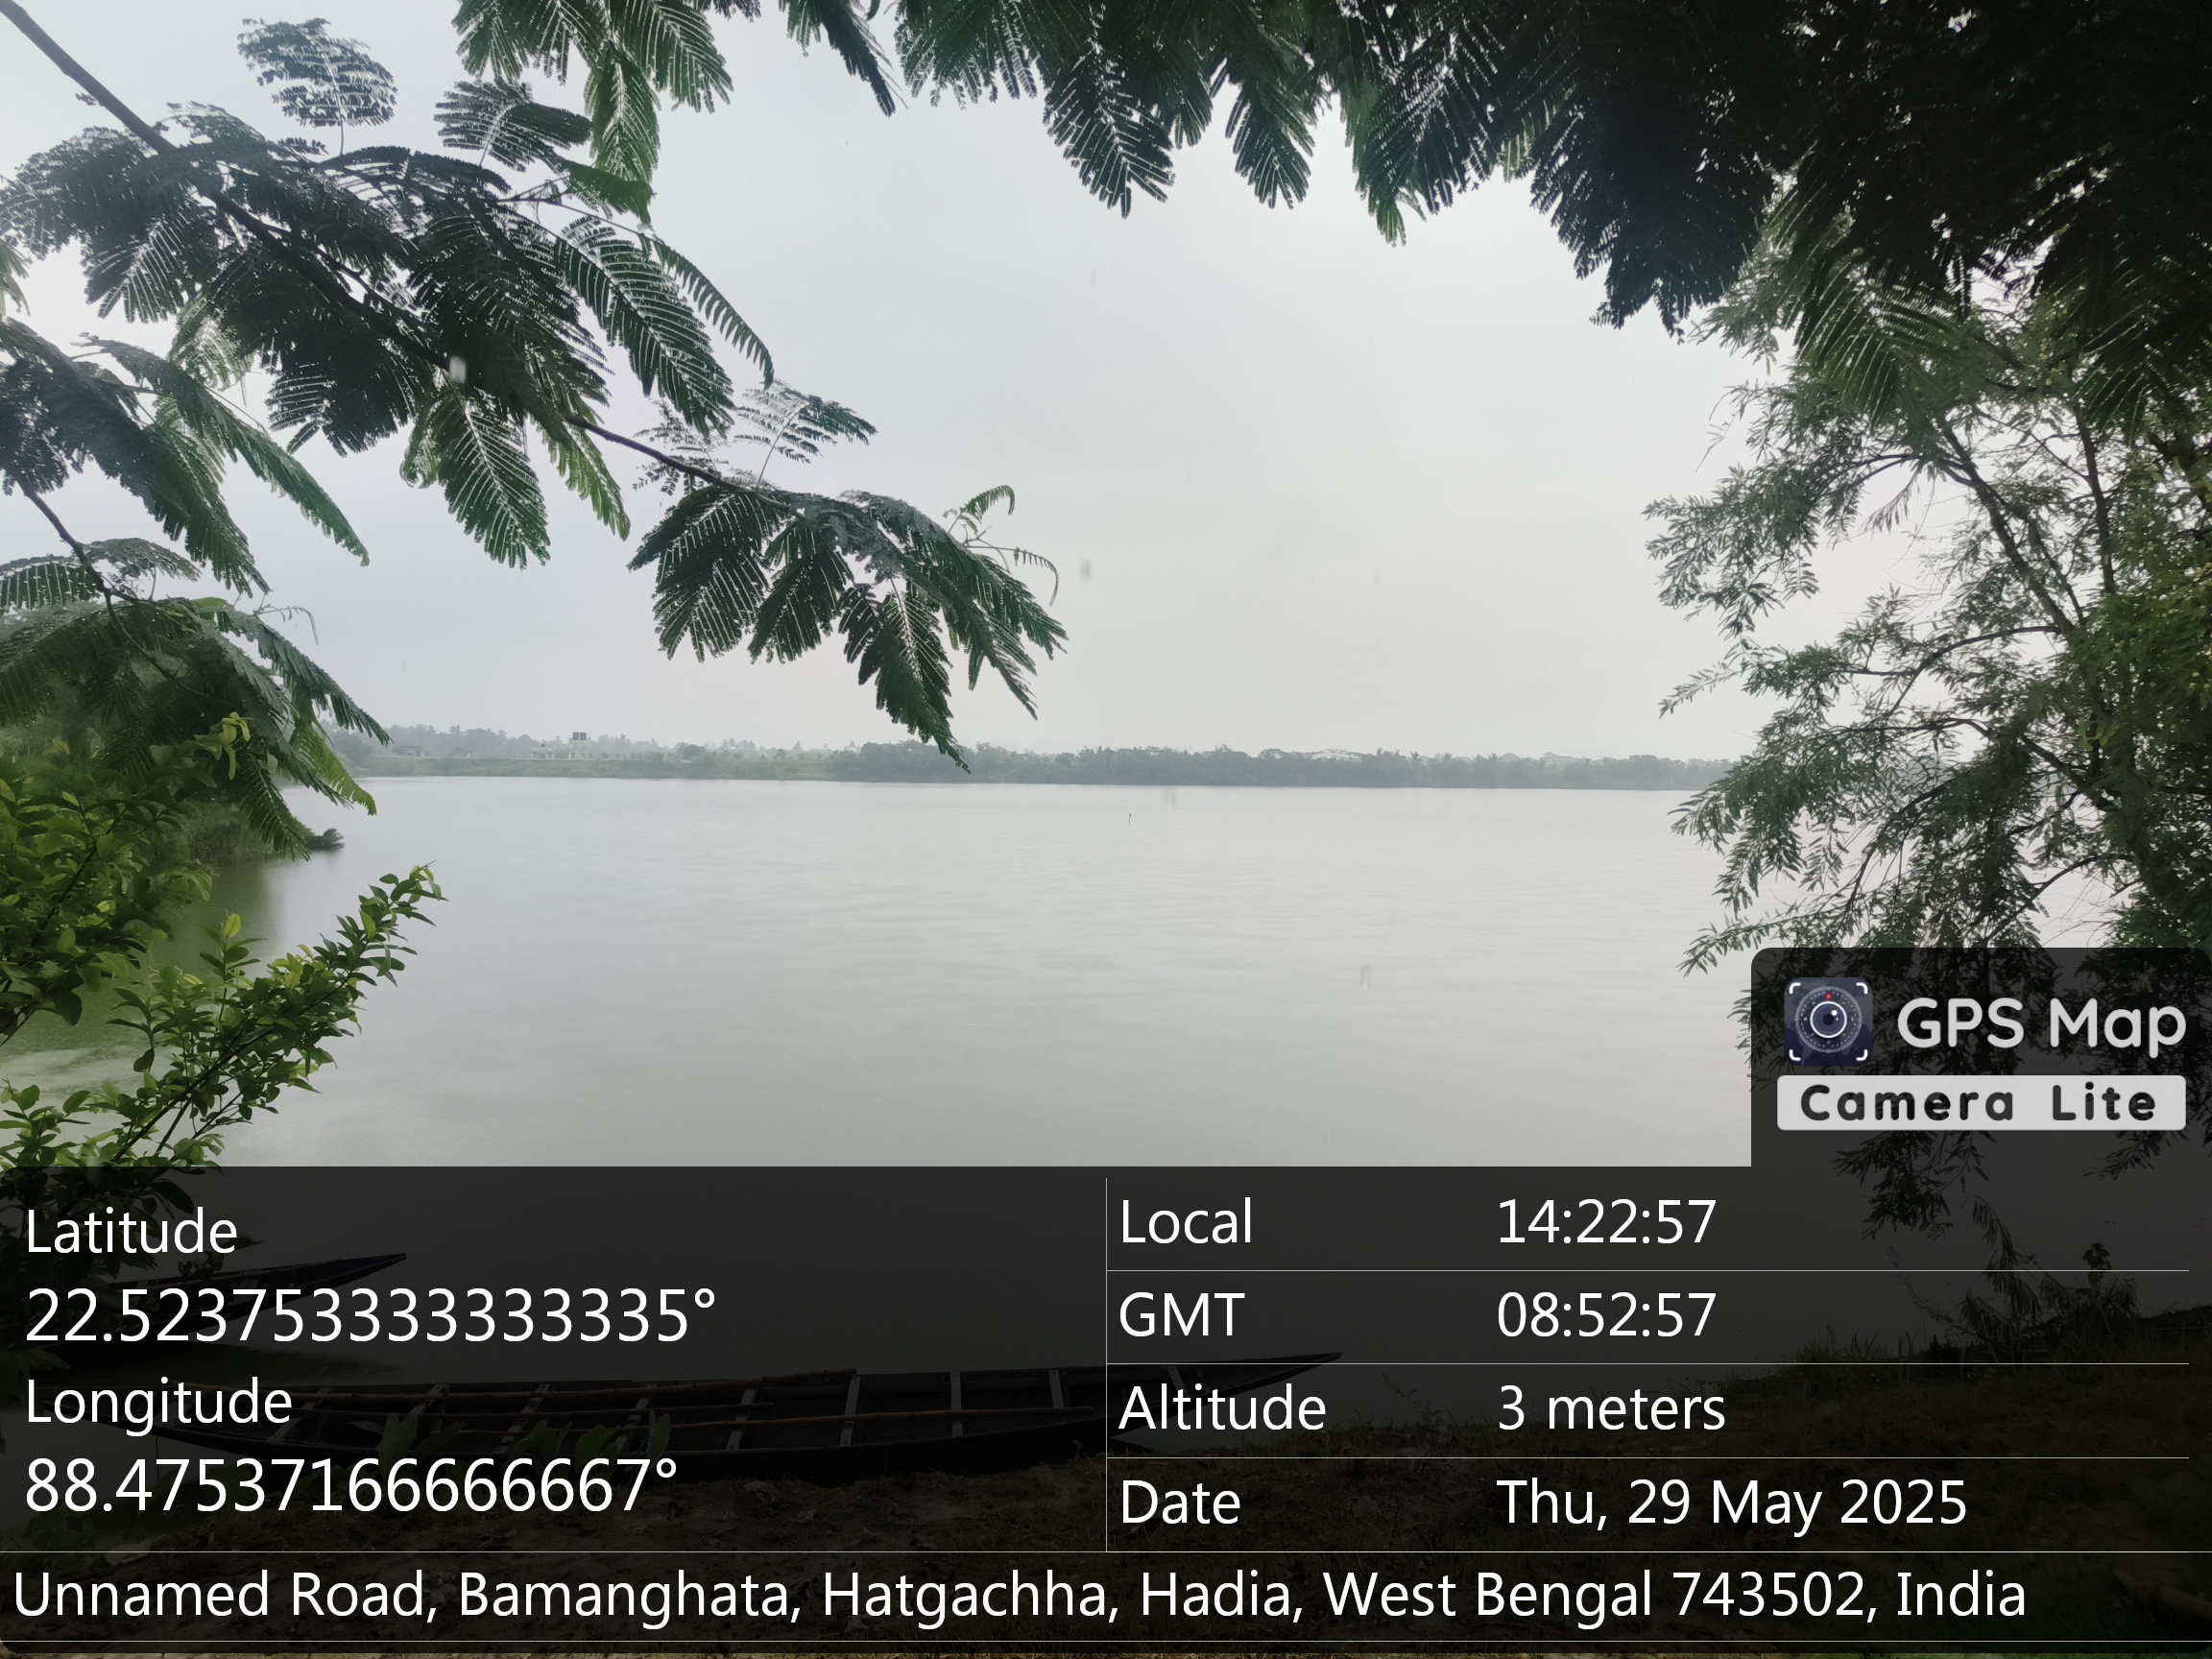 GPS Map
Camera Lite
Latitude
22.523753333333335°
Longitude
88.47537166666667°
Local 14:22:57
GMT 08:52:57
Altitude 3 meters
Date Thu, 29 May 2025
Unnamed Road, Bamanghata, Hatgachha, Hadia, West Bengal 743502, India